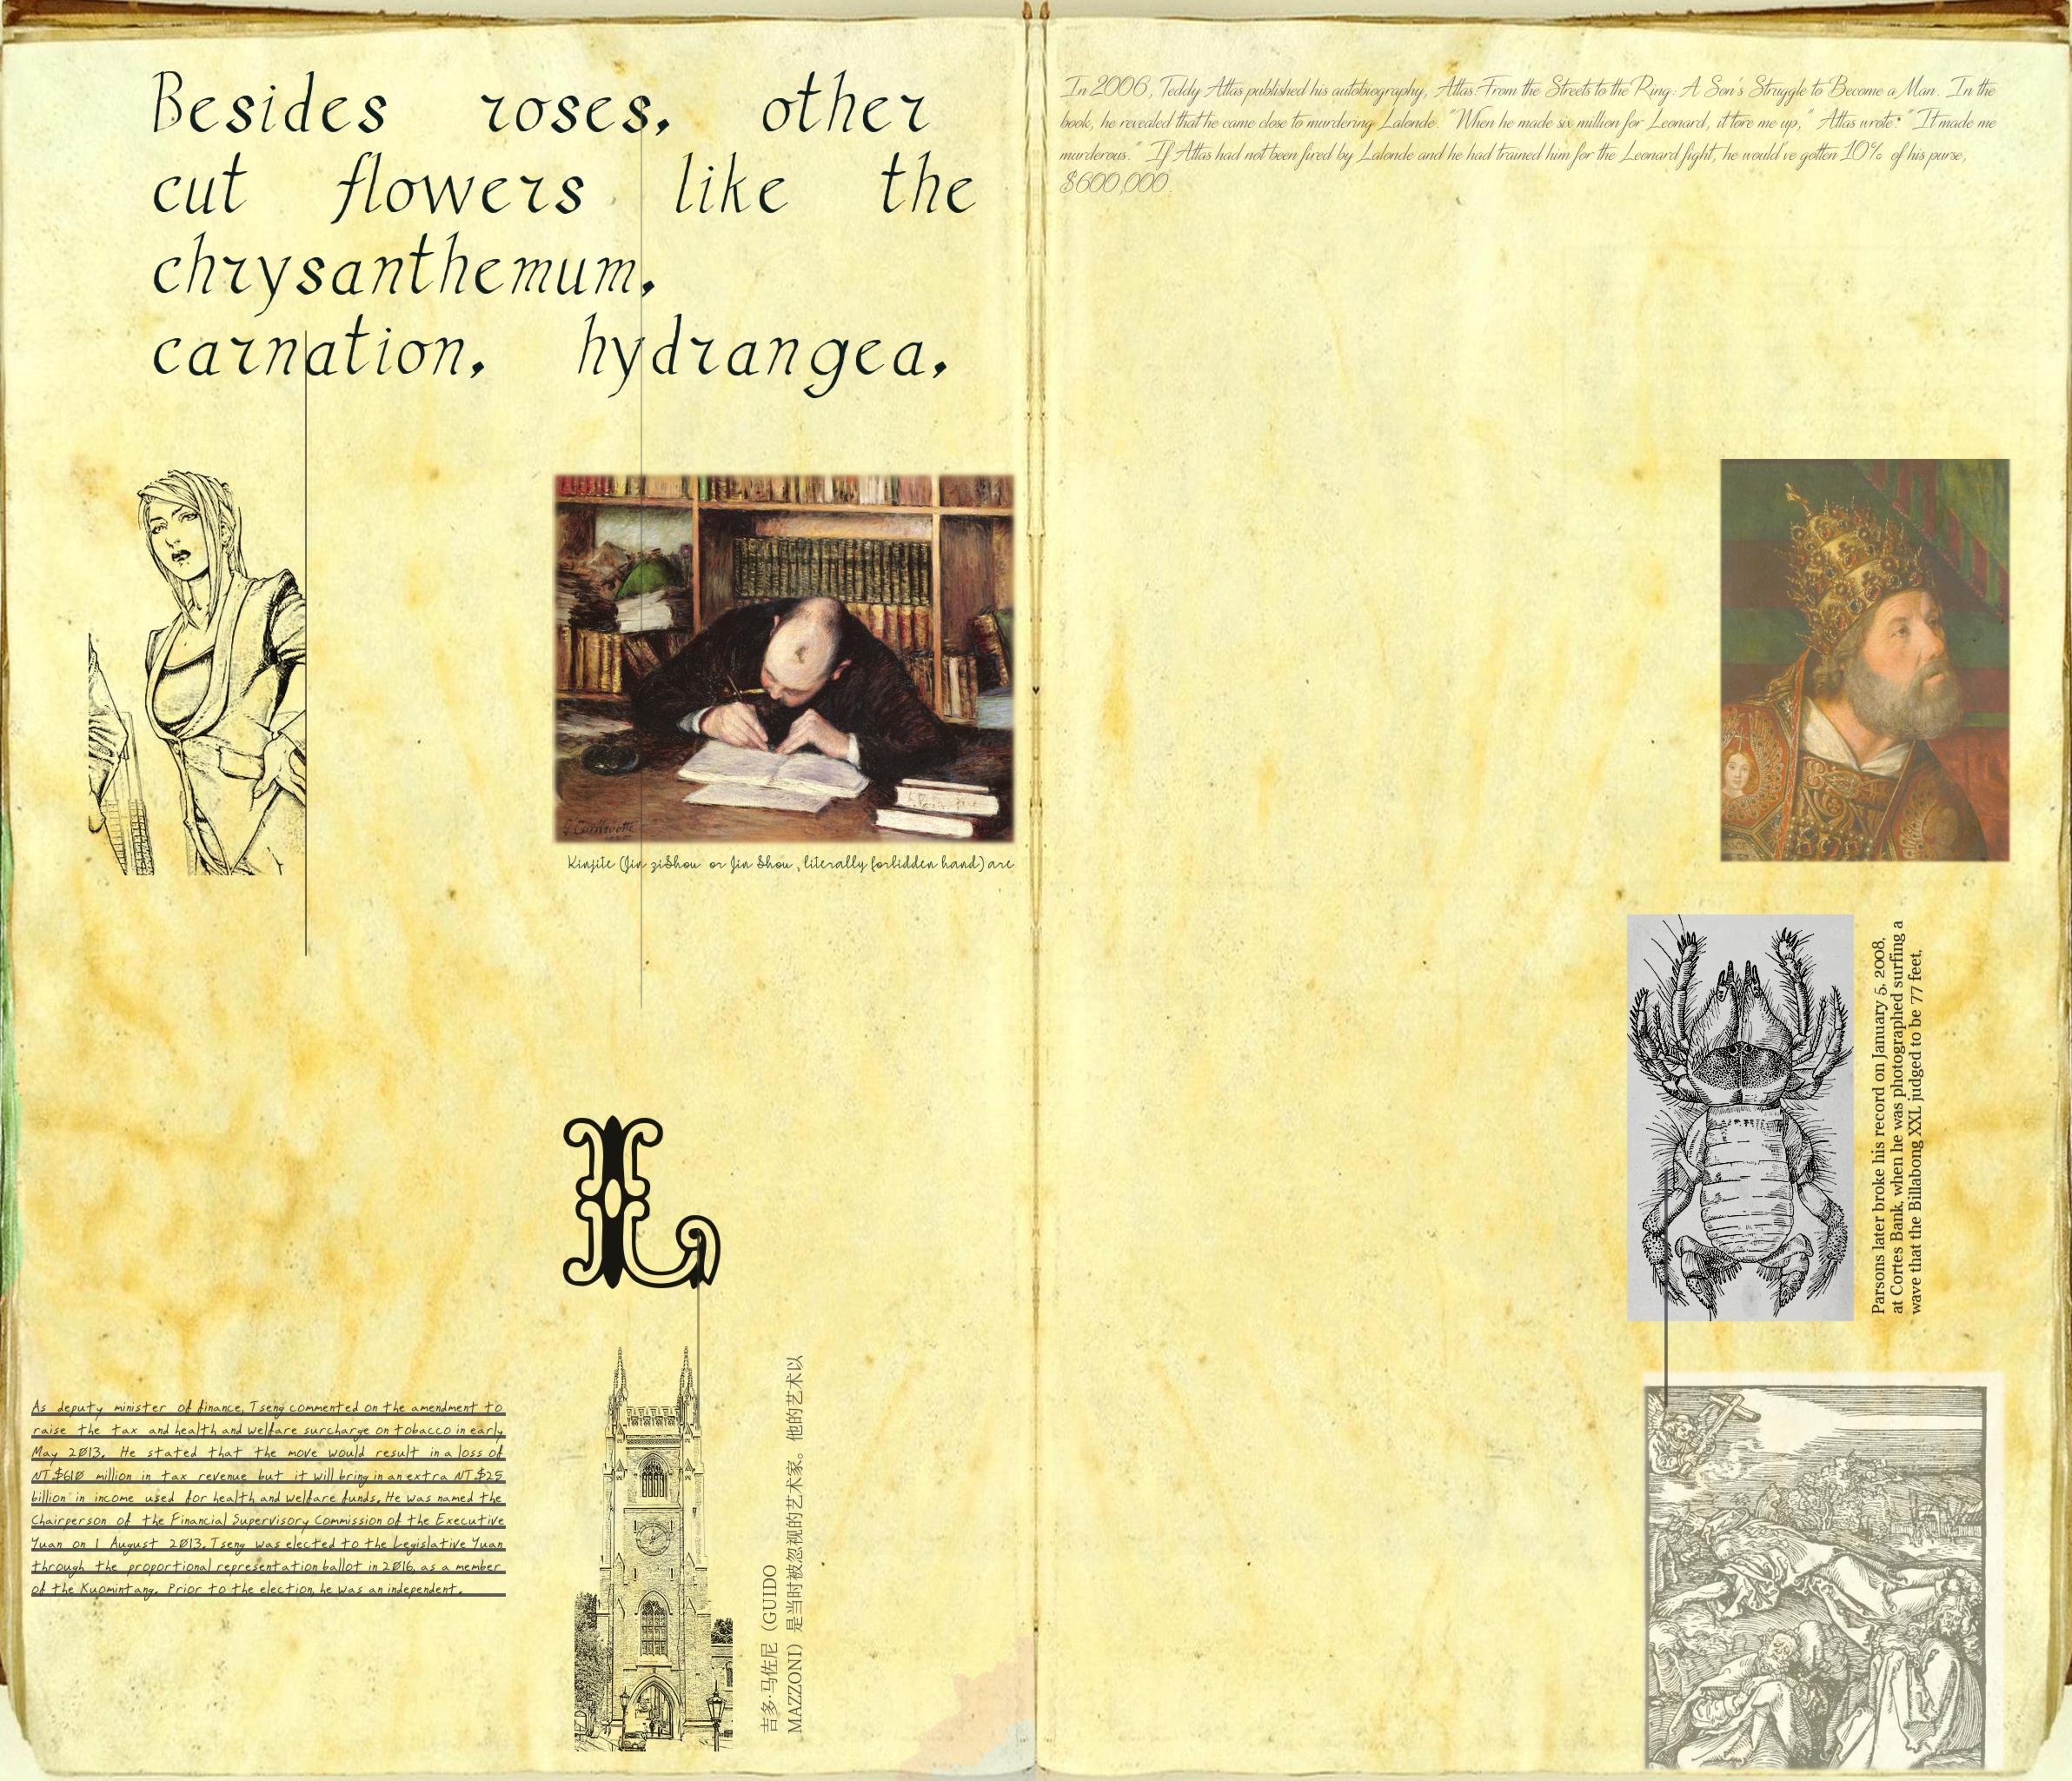 Besides roses, other
cut flowers like the
chrysanthemum,
carnation, hydrangea,
G. Caillebotte
Kinjite (Jin ziShou or Jin Shou , literally forbidden hand) are
L
As deputy minister of finance, Tseng commented on the amendment to
raise the tax and health and welfare surcharge on tobacco in early
May 2013. He stated that the move would result in a loss of
NT$610 million in tax revenue but it will bring in an extra NT$25
billion in income used for health and welfare funds. He was named the
Chairperson of the Financial Supervisory Commission of the Executive
Yuan on 1 August 2013. Tseng was elected to the Legislative Yuan
through the proportional representation ballot in 2016, as a member
of the Kuomintang. Prior to the election, he was an independent.
吉多·马佐尼（GUIDO
MAZZONI）是当时被忽视的艺术家。他的艺术以
In 2006, Teddy Atlas published his autobiography, Atlas:From the Streets to the Ring: A Son's Struggle to Become a Man. In the
book, he revealed that he came close to murdering Lalonde. "When he made six million for Leonard, it tore me up," Atlas wrote. "It made me
murderous." If Atlas had not been fired by Lalonde and he had trained him for the Leonard fight, he would've gotten 10% of his purse,
$600,000.
Parsons later broke his record on January 5, 2008,
at Cortes Bank, when he was photographed surfing a
wave that the Billabong XXL judged to be 77 feet,